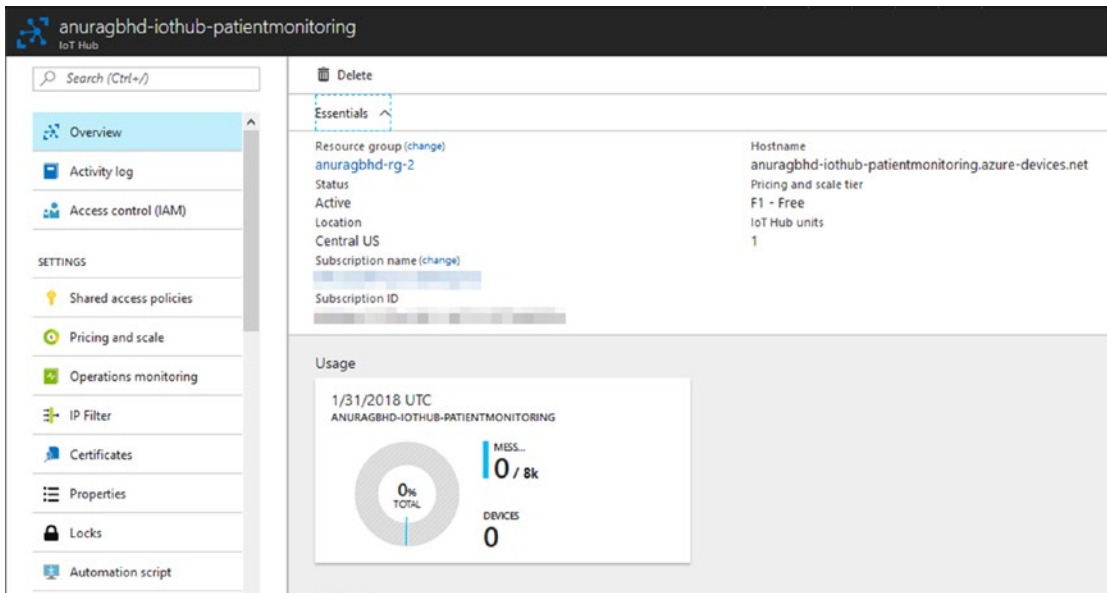 anuragbhd-iothub-patientmonitoring
IoT Hub
Search (Ctrl+/)
Overview
Activity log
Access control (IAM)
SETTINGS
Shared access policies
Pricing and scale
Operations monitoring
IP Filter
Certificates
Properties
Locks
Automation script
Delete
Essentials
Resource group (change)
anuragbhd-rg-2
Status
Active
Location
Central US
Subscription name (change)
Subscription ID
Hostname
anuragbhd-iothub-patientmonitoring.azure-devices.net
Pricing and scale tier
F1 - Free
IoT Hub units
1
Usage
1/31/2018 UTC
ANURAGBHD-IOTHUB-PATIENTMONITORING
0%
TOTAL
MESS...
0 / 8k
DEVICES
0